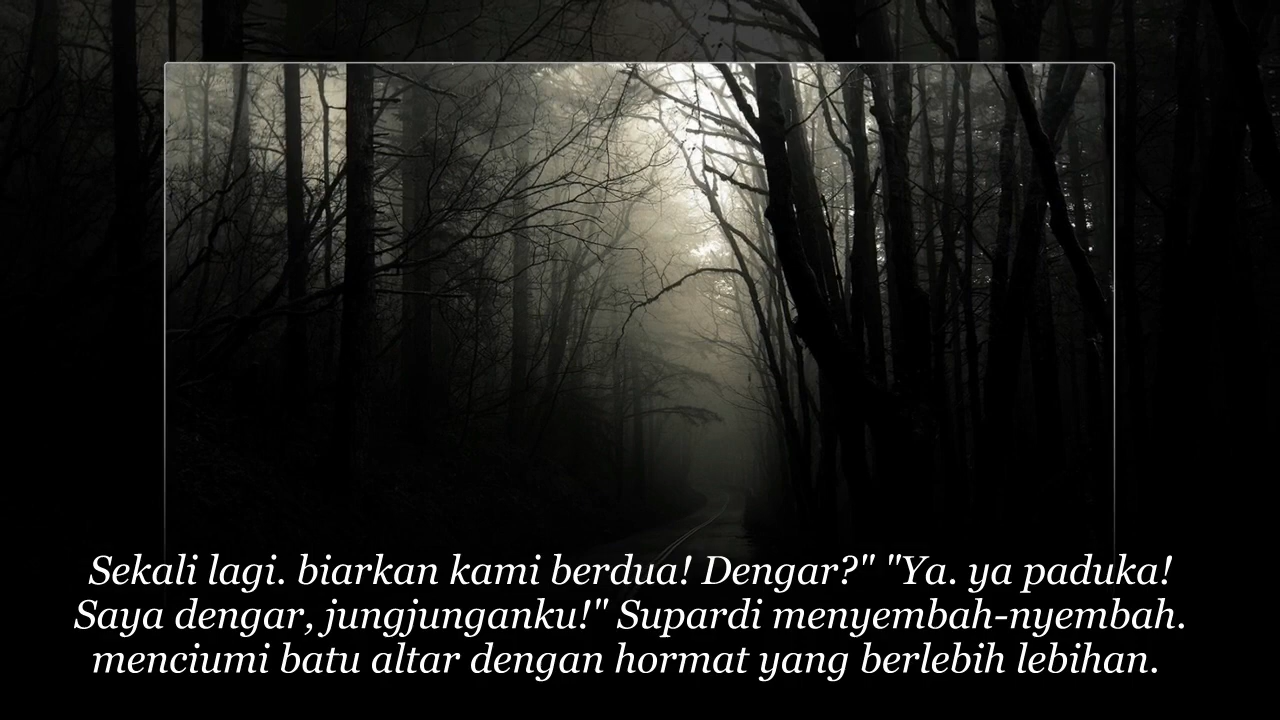 Sekali lagi. biarkan kami berdua! Dengar?" "Ya. ya paduka!
Saya dengar, jungjunganku!" Supardi menyembah-nyembah.
menciumi batu altar dengan hormat yang berlebih lebihan.